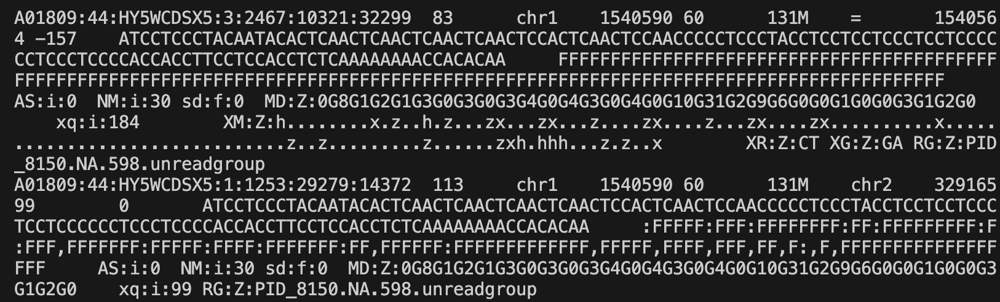 A01809:44:HY5WCDSX5:3:2467:10321:32299 83 chr1 1540590 60 131M = 154056
4 -157 ATCCTCCCTACAATACACTCAACTCAACTCAACTCAACTCCACTCAACTCCAACCCCCTCCCTACCTCCTCCTCCCTCCTCCCC
CCTCCCTCCCCACCACCTTCCTCCACCTCTCAAAAAAAACCACACAA FFFFFFFFFFFFFFFFFFFFFFFFFFFFFFFFFFFFFFFFFF
FFFFFFFFFFFFFFFFFFFFFFFFFFFFFFFFFFFFFFFFFFFFFFFFFFFFFFFFFFFFFFFFFFFFFFFFFFFFFFFFFFFFFFFFF
AS:i:0 NM:i:30 sd:f:0 MD:Z:0G8G1G2G1G3G0G3G0G3G4G0G4G3G0G4G0G10G31G2G9G6G0G0G1G0G0G3G1G2G0
xq:i:184 XM:Z:h........x.z..h.z...zx...zx...z....zx....z...zx....zx..........x.....
..........................z..z.........z......zxh.hhh...z.z..x XR:Z:CT XG:Z:GA RG:Z:PID
_8150.NA.598.unreadgroup
A01809:44:HY5WCDSX5:1:1253:29279:14372 113 chr1 1540590 60 131M chr2 329165
99 0 ATCCTCCCTACAATACACTCAACTCAACTCAACTCAACTCCACTCAACTCCAACCCCCTCCCTACCTCCTCCTCCC
TCCTCCCCCCTCCCTCCCCACCACCTTCCTCCACCTCTCAAAAAAAACCACACAA :FFFFF:FFF:FFFFFFFF:FF:FFFFFFFFF:F
:FFF,FFFFFFF:FFFFF:FFFF:FFFFFFF:FF,FFFFFF:FFFFFFFFFFFFF,FFFFF,FFFF,FFF,FF,F:,F,FFFFFFFFFFFFFFF
FFF AS:i:0 NM:i:30 sd:f:0 MD:Z:0G8G1G2G1G3G0G3G0G3G4G0G4G3G0G4G0G10G31G2G9G6G0G0G1G0G0G3
G1G2G0 xq:i:99 RG:Z:PID_8150.NA.598.unreadgroup